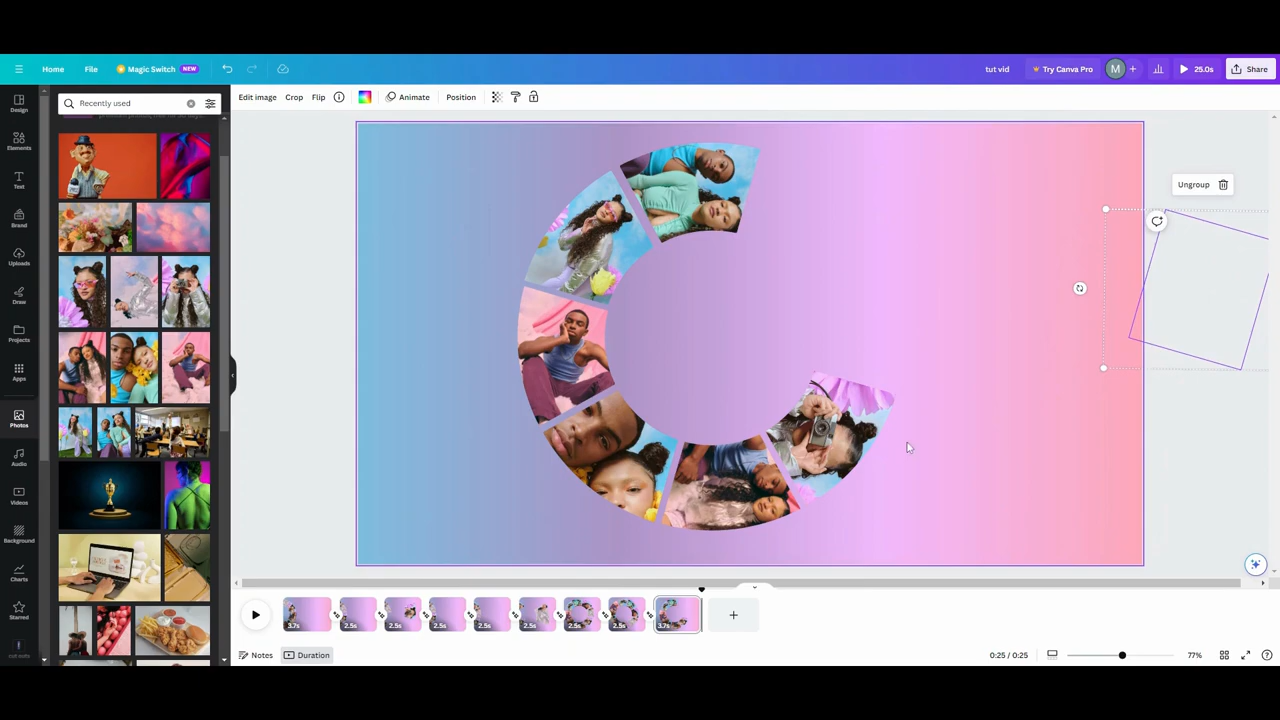 Home File Magic Switch NEW tut vid Try Canva Pro M 25.0s Share
Recently used
Edit image Crop Flip Animate Position
Design
Elements
Text
Brand
Uploads
Draw
Projects
Apps
Photos
Audio
Videos
Background
Charts
Starred
Ungroup
3.7s 2.5s 2.5s 2.5s 2.5s 2.5s 2.5s 2.5s 3.7s
Notes Duration 0:25 / 0:25 77%